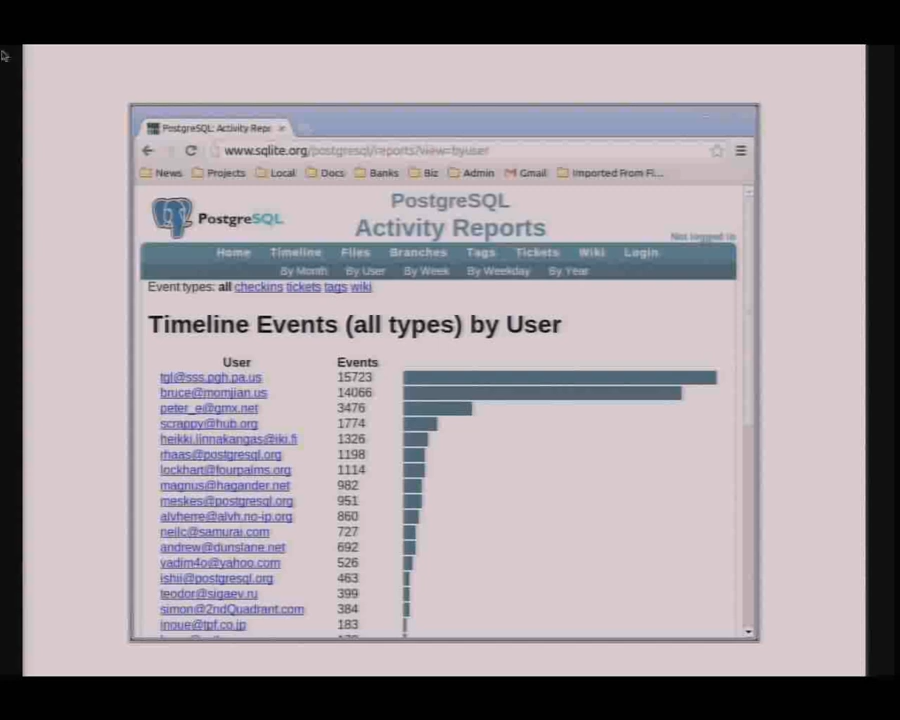 PostgreSQL: Activity Repo
www.sqlite.org/postgresql/reports?view=byuser
News Projects Local Docs Banks Biz Admin Gmail Imported From Fi...
PostgreSQL
PostgreSQL
Activity Reports
Not logged in
Home Timeline Files Branches Tags Tickets Wiki Login
By Month By User By Week By Weekday By Year
Event types: all checkins tickets tags wiki
Timeline Events (all types) by User
User Events
tgl@sss.pgh.pa.us 15723
bruce@momjian.us 14066
peter_e@gmx.net 3476
scrappy@hub.org 1774
heikki.linnakangas@iki.fi 1326
rhaas@postgresql.org 1198
lockhart@fourpalms.org 1114
magnus@hagander.net 982
meskes@postgresql.org 951
alvherre@alvh.no-ip.org 860
neilc@samurai.com 727
andrew@dunslane.net 692
vadim4o@yahoo.com 526
ishii@postgresql.org 463
teodor@sigaev.ru 399
simon@2ndQuadrant.com 384
inoue@tpf.co.jp 183